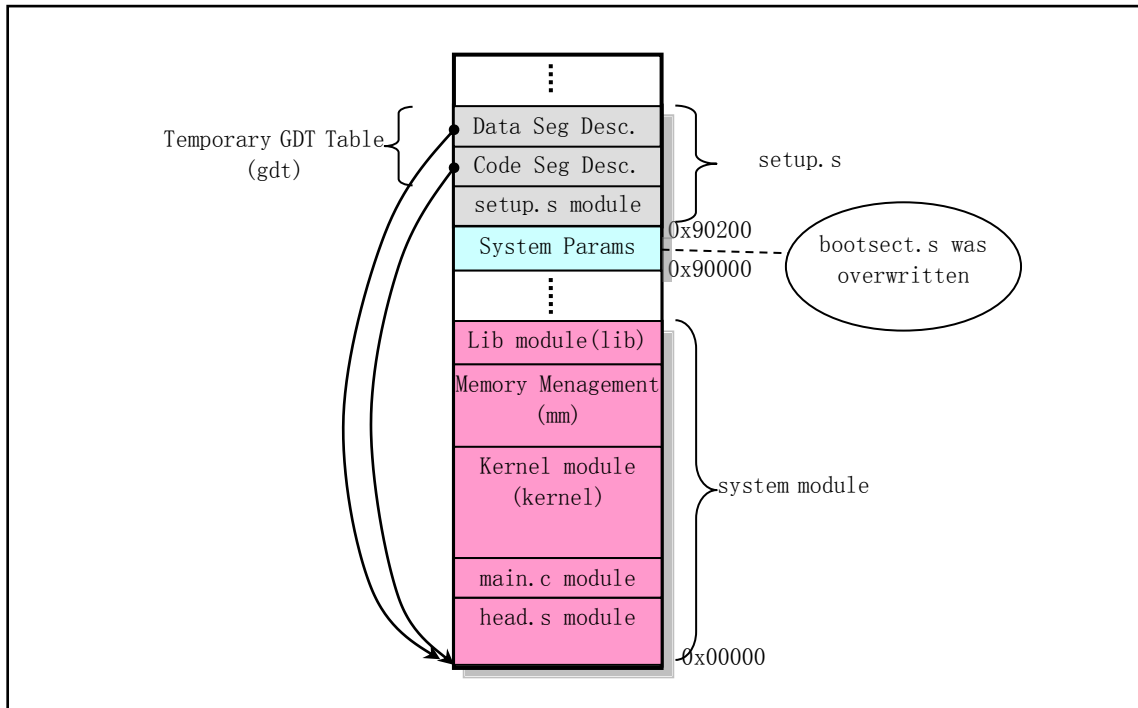 Data Seg Desc.
Temporary GDT Table
(gdt)
Code Seg Desc.
setup.s
setup.s module
0x90200
System Params
bootsect.s was
overwritten
0x90000
Lib module(lib)
Memory Menagement
(mm)
Kernel module
(kernel)
system module
main.c module
head.s module
0x00000